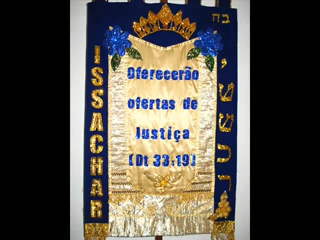 ISSACHAR
Oferecerão
ofertas de
Justiça
(Dt 33:19)